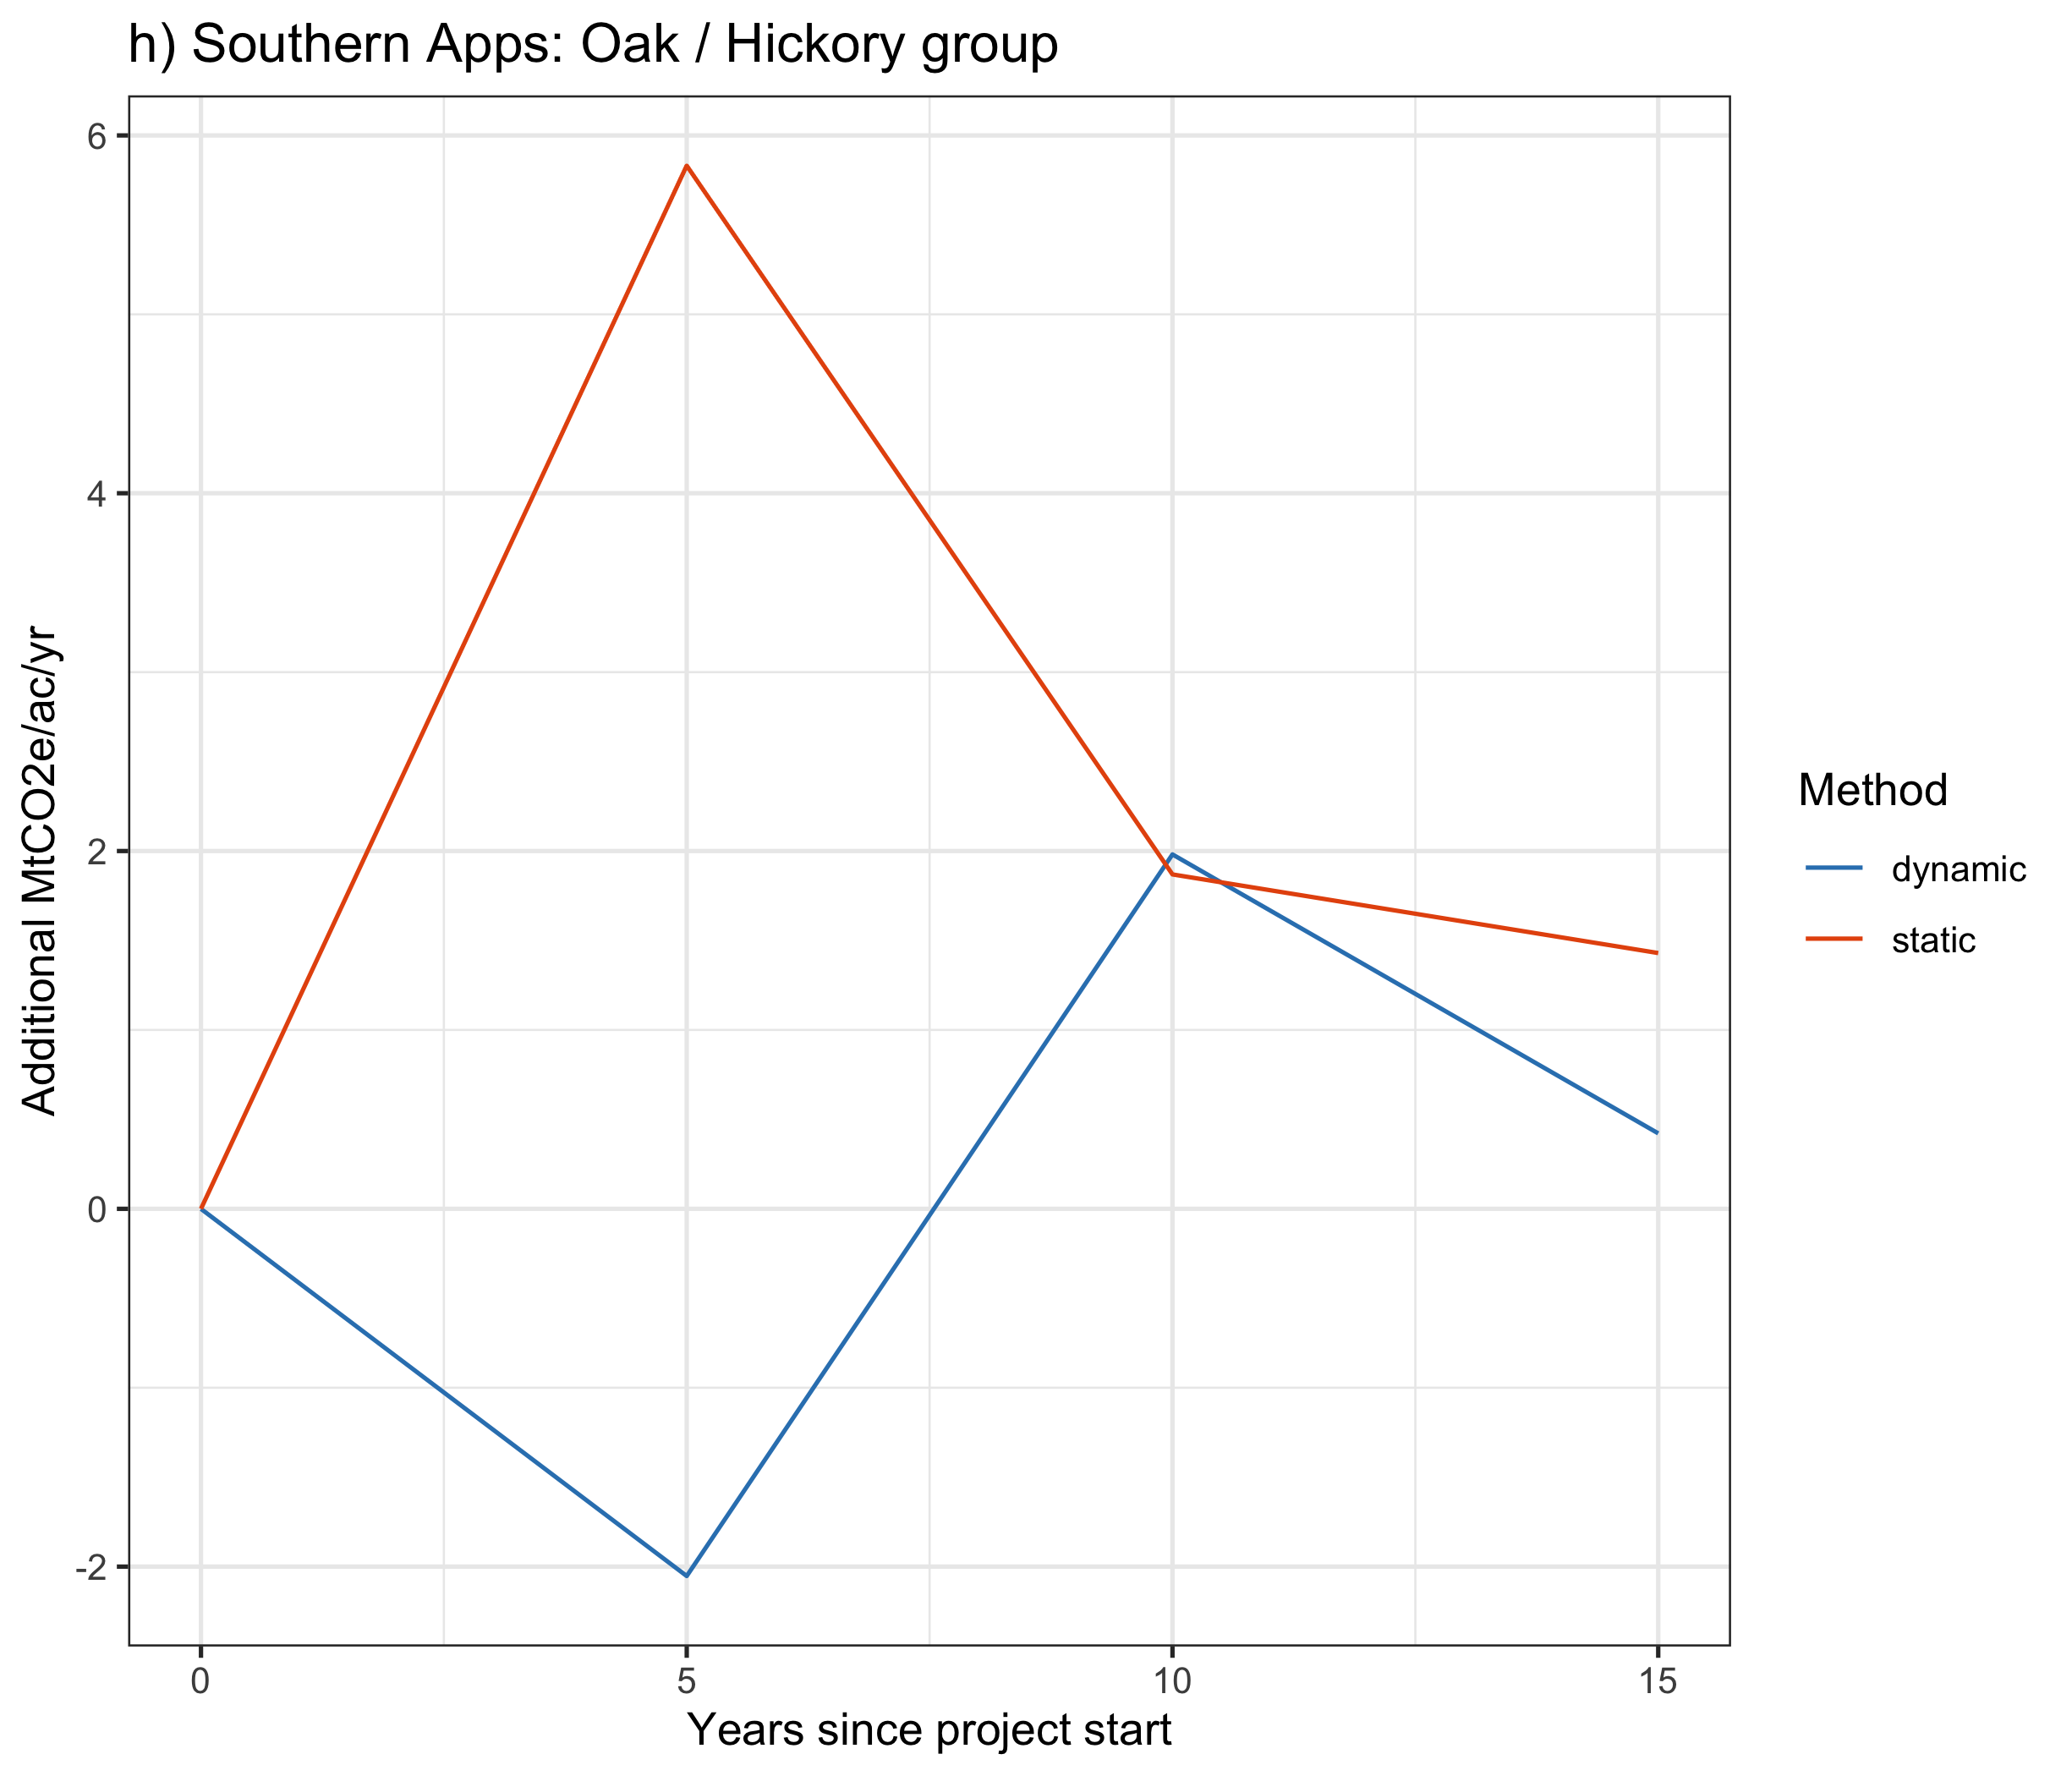 h) Southern Apps: Oak / Hickory group
Additional MtCO2e/ac/yr
6
4
2
0
-2
0
5
10
15
Years since project start
Method
dynamic
static